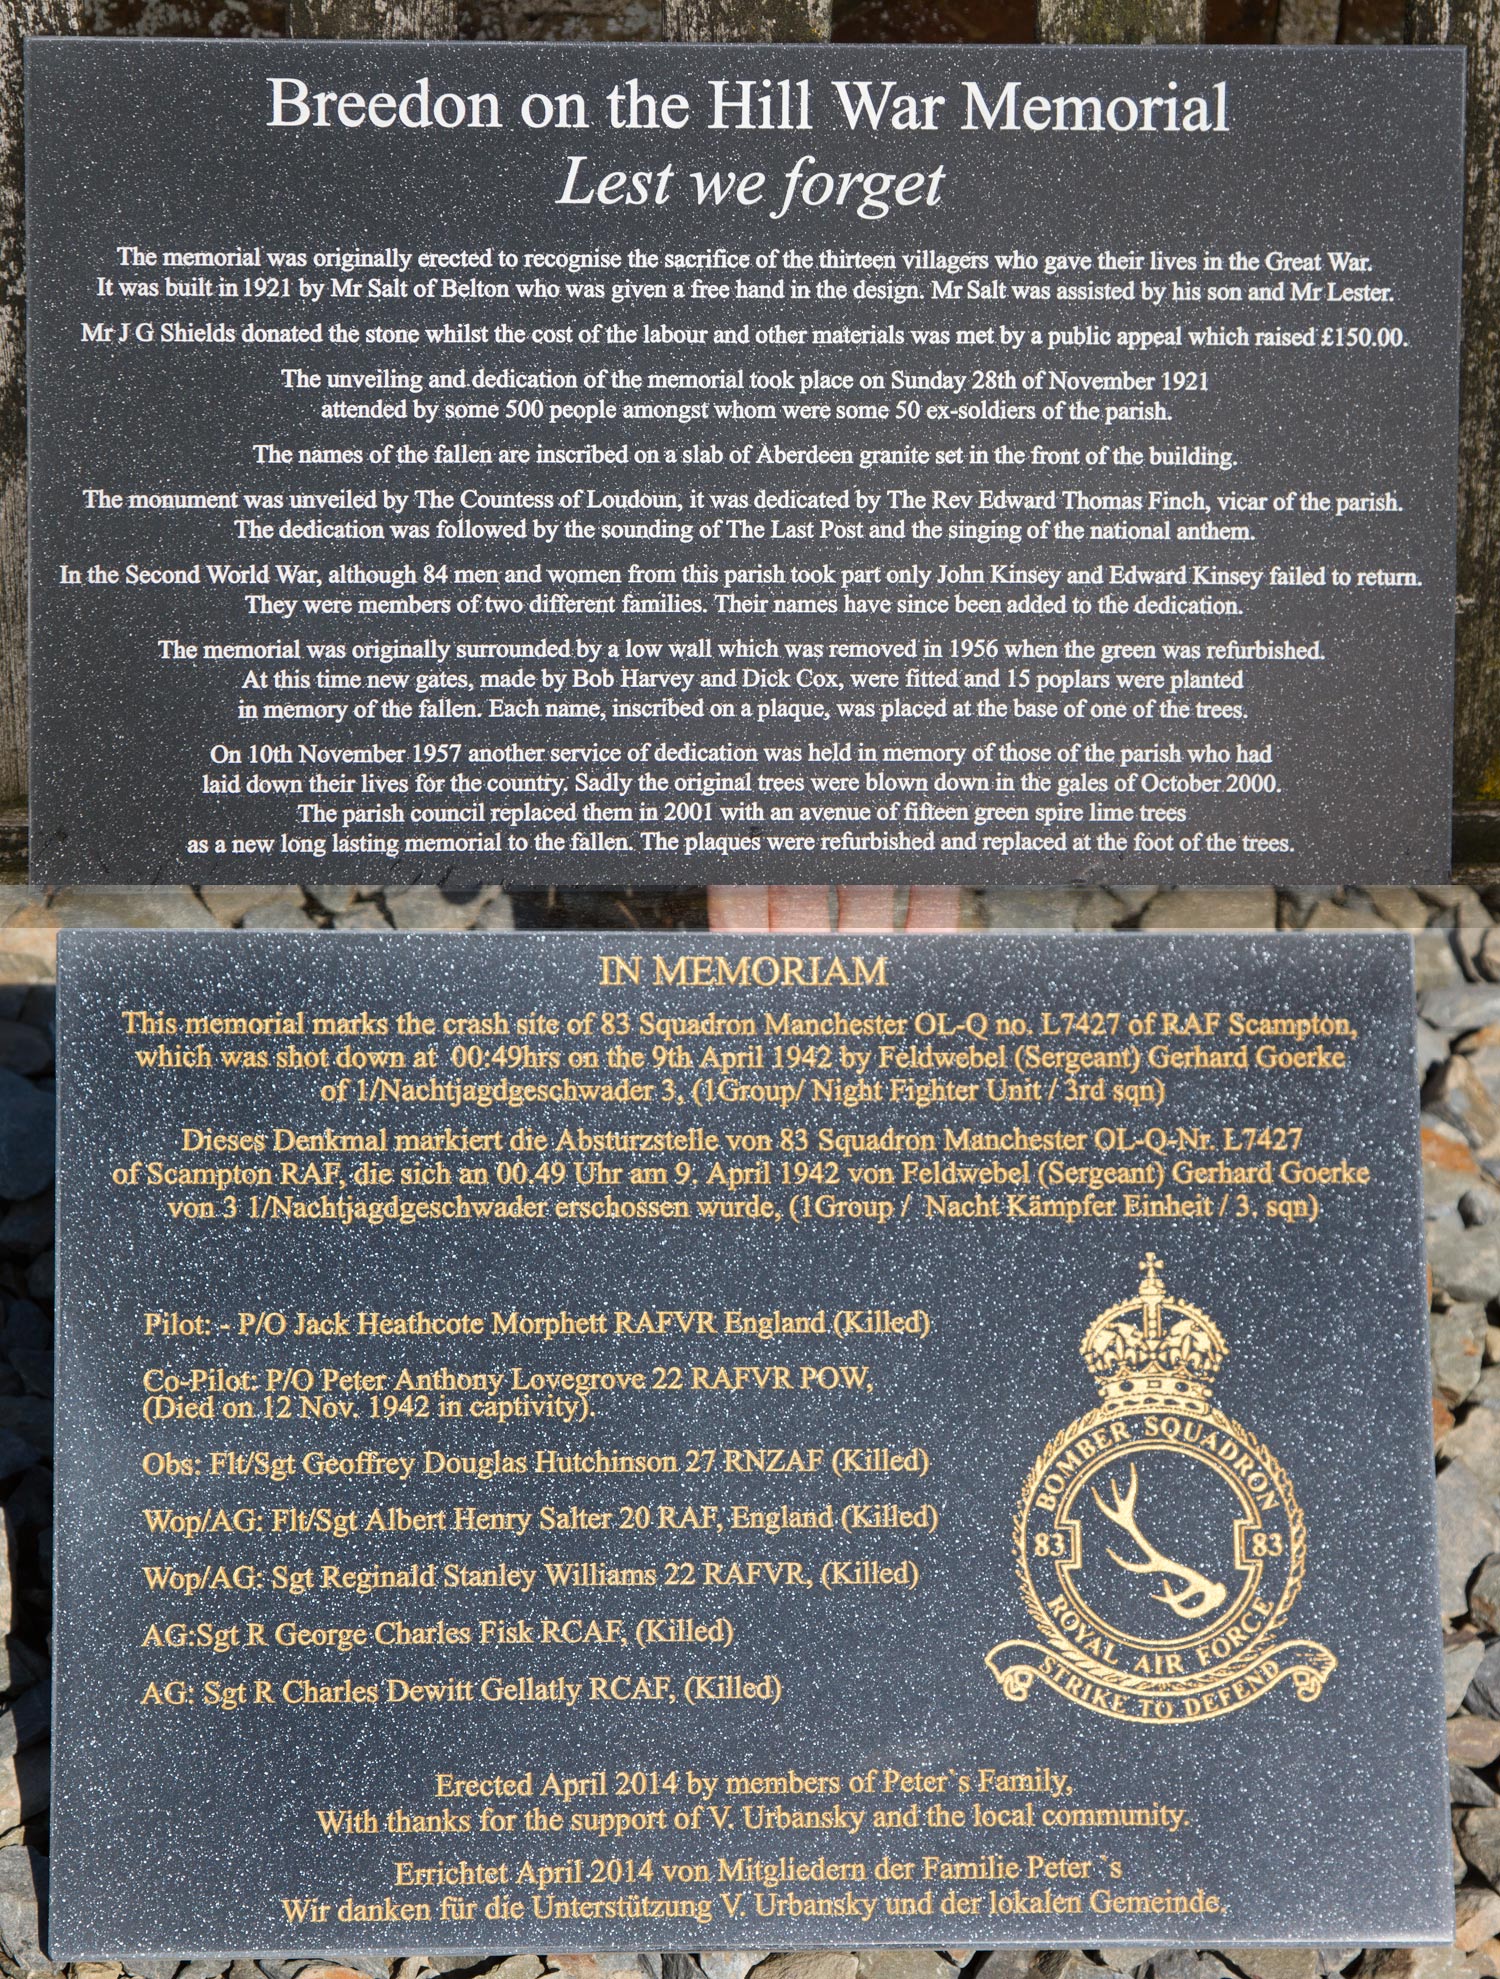 Breedon on the Hill War Memorial
Lest we forget
The memorial was originally erected to recognise the sacrifice of the thirteen villagers who gave their lives in the Great War.
It was built in 1921 by Mr Salt of Belton who was given a free hand in the design. Mr Salt was assisted by his son and Mr Lester.
Mr J G Shields donated the stone whilst the cost of the labour and other materials was met by a public appeal which raised £150.00.
The unveiling and dedication of the memorial took place on Sunday 28th of November 1921
attended by some 500 people amongst whom were some 50 ex-soldiers of the parish.
The names of the fallen are inscribed on a slab of Aberdeen granite set in the front of the building.
The monument was unveiled by The Countess of Loudoun, it was dedicated by The Rev Edward Thomas Finch, vicar of the parish.
The dedication was followed by the sounding of The Last Post and the singing of the national anthem.
In the Second World War, although 84 men and women from this parish took part only John Kinsey and Edward Kinsey failed to return.
They were members of two different families. Their names have since been added to the dedication.
The memorial was originally surrounded by a low wall which was removed in 1956 when the green was refurbished.
At this time new gates, made by Bob Harvey and Dick Cox, were fitted and 15 poplars were planted
in memory of the fallen. Each name, inscribed on a plaque, was placed at the base of one of the trees.
On 10th November 1957 another service of dedication was held in memory of those of the parish who had
laid down their lives for the country. Sadly the original trees were blown down in the gales of October 2000.
The parish council replaced them in 2001 with an avenue of fifteen green spire lime trees
as a new long lasting memorial to the fallen. The plaques were refurbished and replaced at the foot of the trees.
IN MEMORIAM
This memorial marks the crash site of 83 Squadron Manchester OL-Q no. L7427 of RAF Scampton,
which was shot down at 00:49hrs on the 9th April 1942 by Feldwebel (Sergeant) Gerhard Goerke
of 1/Nachtjagdgeschwader 3, (1Group/ Night Fighter Unit / 3rd sqn)
Dieses Denkmal markiert die Absturzstelle von 83 Squadron Manchester OL-Q-Nr. L7427
of Scampton RAF, die sich an 00.49 Uhr am 9. April 1942 von Feldwebel (Sergeant) Gerhard Goerke
von 3 1/Nachtjagdgeschwader erschossen wurde, (1Group / Nacht Kämpfer Einheit / 3. sqn)
Pilot: - P/O Jack Heathcote Morphett RAFVR England (Killed)
Co-Pilot: P/O Peter Anthony Lovegrove 22 RAFVR POW,
(Died on 12 Nov. 1942 in captivity).
Obs: Flt/Sgt Geoffrey Douglas Hutchinson 27 RNZAF (Killed)
Wop/AG: Flt/Sgt Albert Henry Salter 20 RAF, England (Killed)
Wop/AG: Sgt Reginald Stanley Williams 22 RAFVR, (Killed)
AG:Sgt R George Charles Fisk RCAF, (Killed)
AG: Sgt R Charles Dewitt Gellatly RCAF, (Killed)
BOMBER SQUADRON
83 83
ROYAL AIR FORCE
STRIKE TO DEFEND
Erected April 2014 by members of Peter`s Family,
With thanks for the support of V. Urbansky and the local community.
Errichtet April 2014 von Mitgliedern der Familie Peter `s
Wir danken für die Unterstützung V. Urbansky und der lokalen Gemeinde.